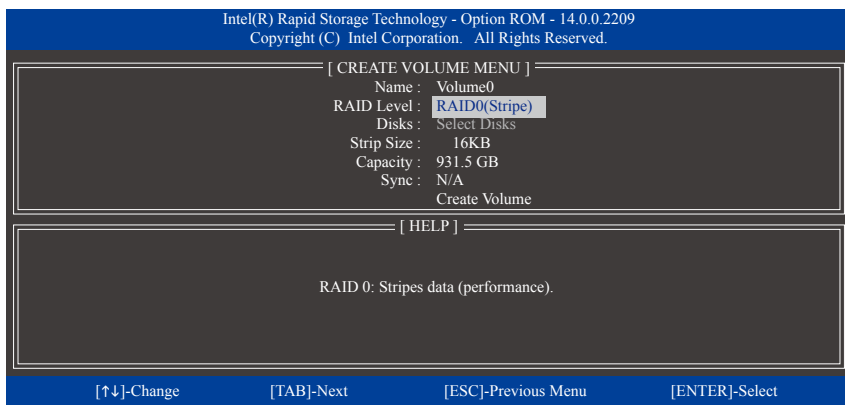 Intel(R) Rapid Storage Technology - Option ROM - 14.0.0.2209
Copyright (C) Intel Corporation. All Rights Reserved.
[ CREATE VOLUME MENU ]
Name : Volume0
RAID Level : RAID0(Stripe)
Disks : Select Disks
Strip Size : 16KB
Capacity : 931.5 GB
Sync : N/A
Create Volume
[ HELP ]
RAID 0: Stripes data (performance).
[↑↓]-Change [TAB]-Next [ESC]-Previous Menu [ENTER]-Select